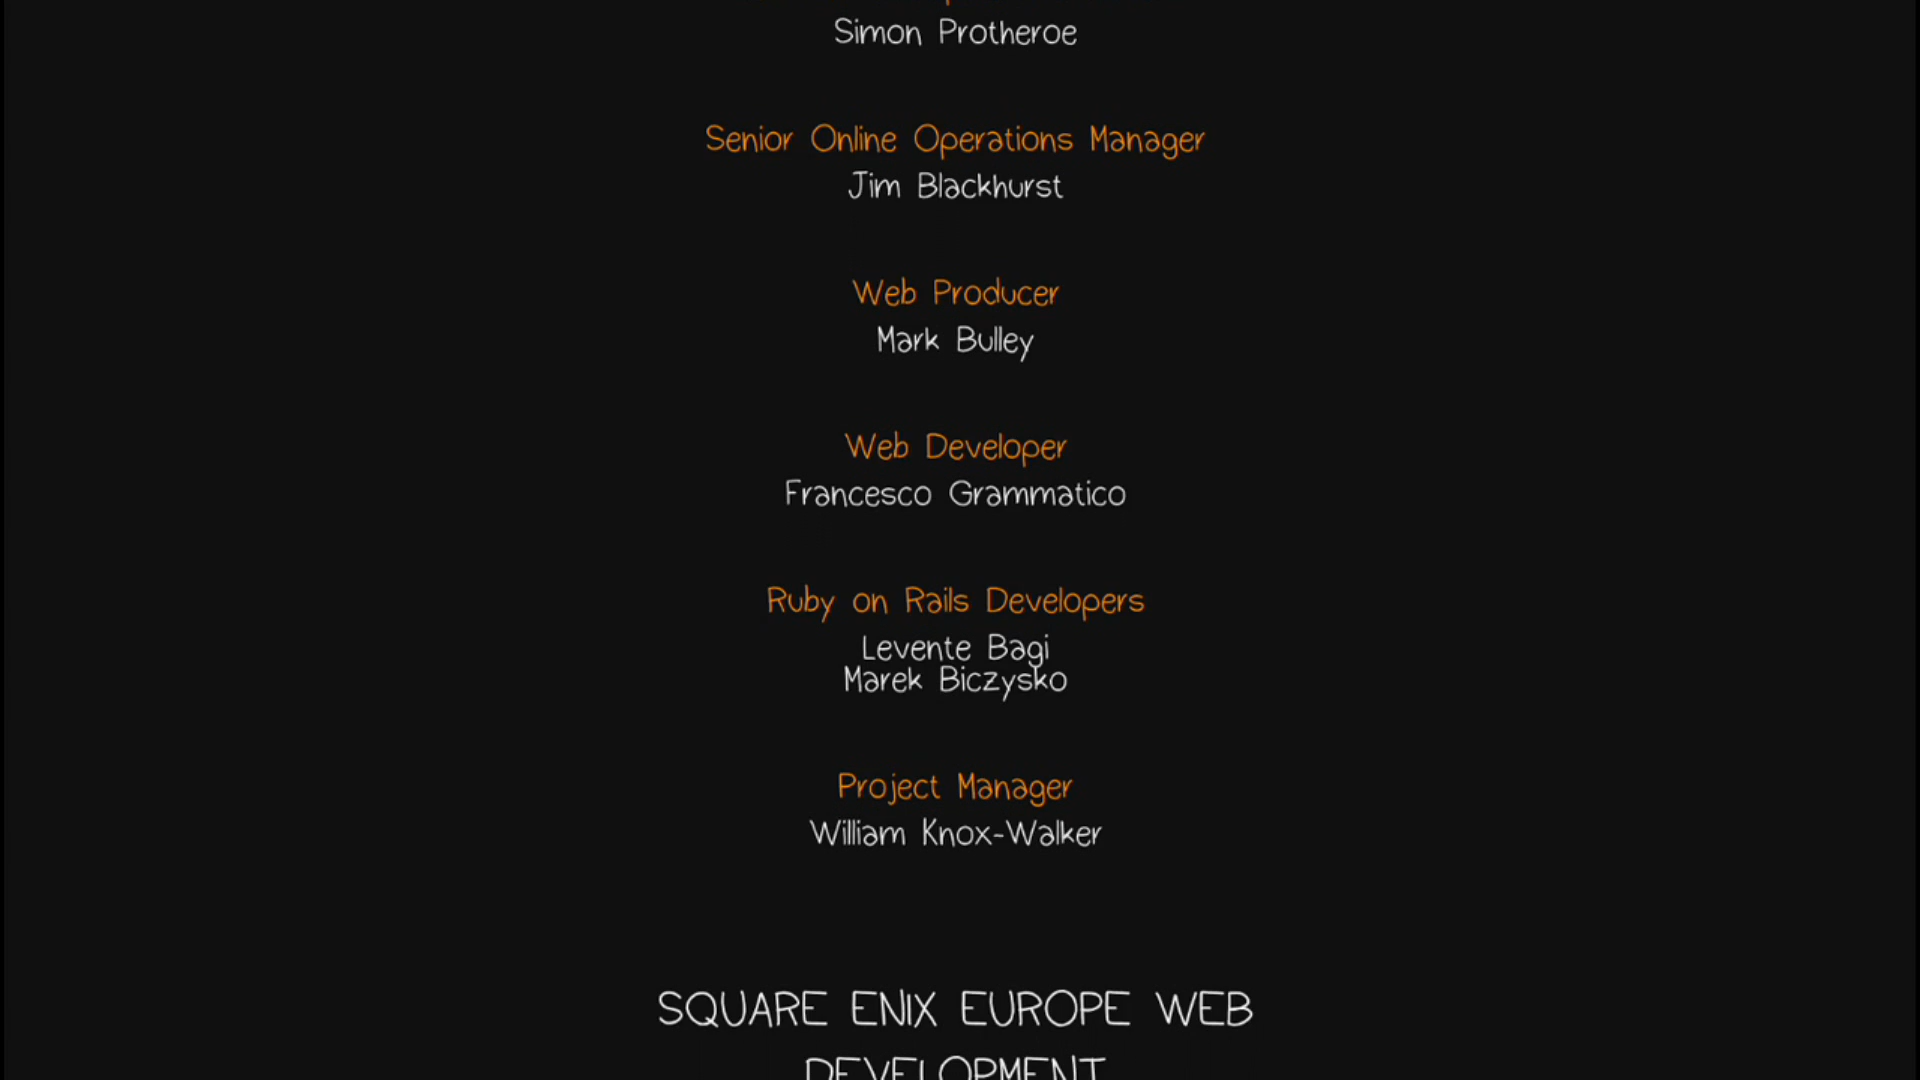 Simon Protheroe
Senior Online Operations Manager
Jim Blackhurst
Web Producer
Mark Bulley
Web Developer
Francesco Grammatico
Ruby on Rails Developers
Levente Bagi
Marek Biczysko
Project Manager
William Knox-Walker
SQUARE ENIX EUROPE WEB
DEVELOPMENT